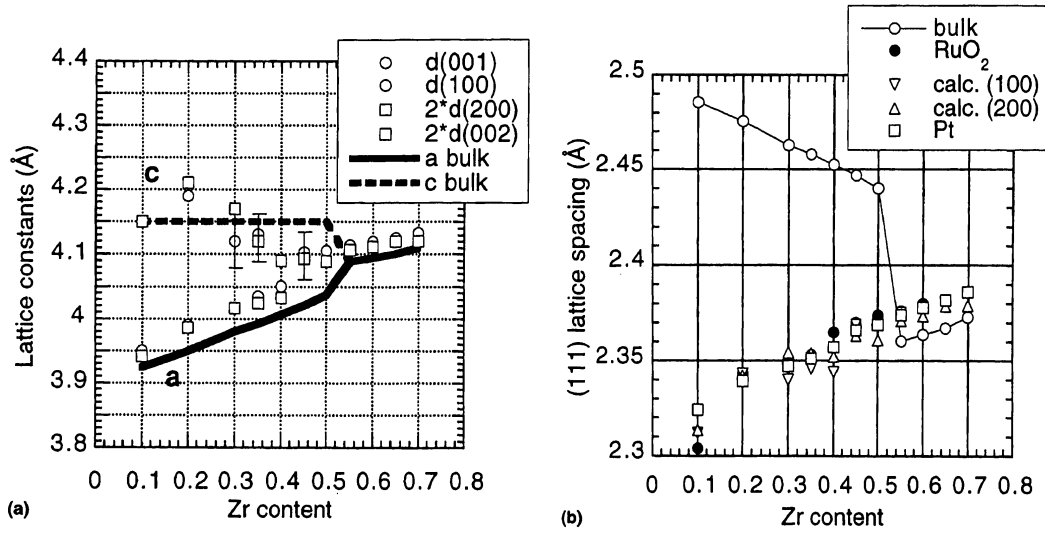 d(001)
d(100)
2*d(200)
2*d(002)
a bulk
c bulk
4.4
4.3
4.2
4.1
4
3.9
3.8
Lattice constants (Å)
c
a
0 0.1 0.2 0.3 0.4 0.5 0.6 0.7 0.8
Zr content
(a)
bulk
RuO2
calc. (100)
calc. (200)
Pt
2.5
2.45
2.4
2.35
2.3
(111) lattice spacing (Å)
0 0.1 0.2 0.3 0.4 0.5 0.6 0.7 0.8
Zr content
(b)